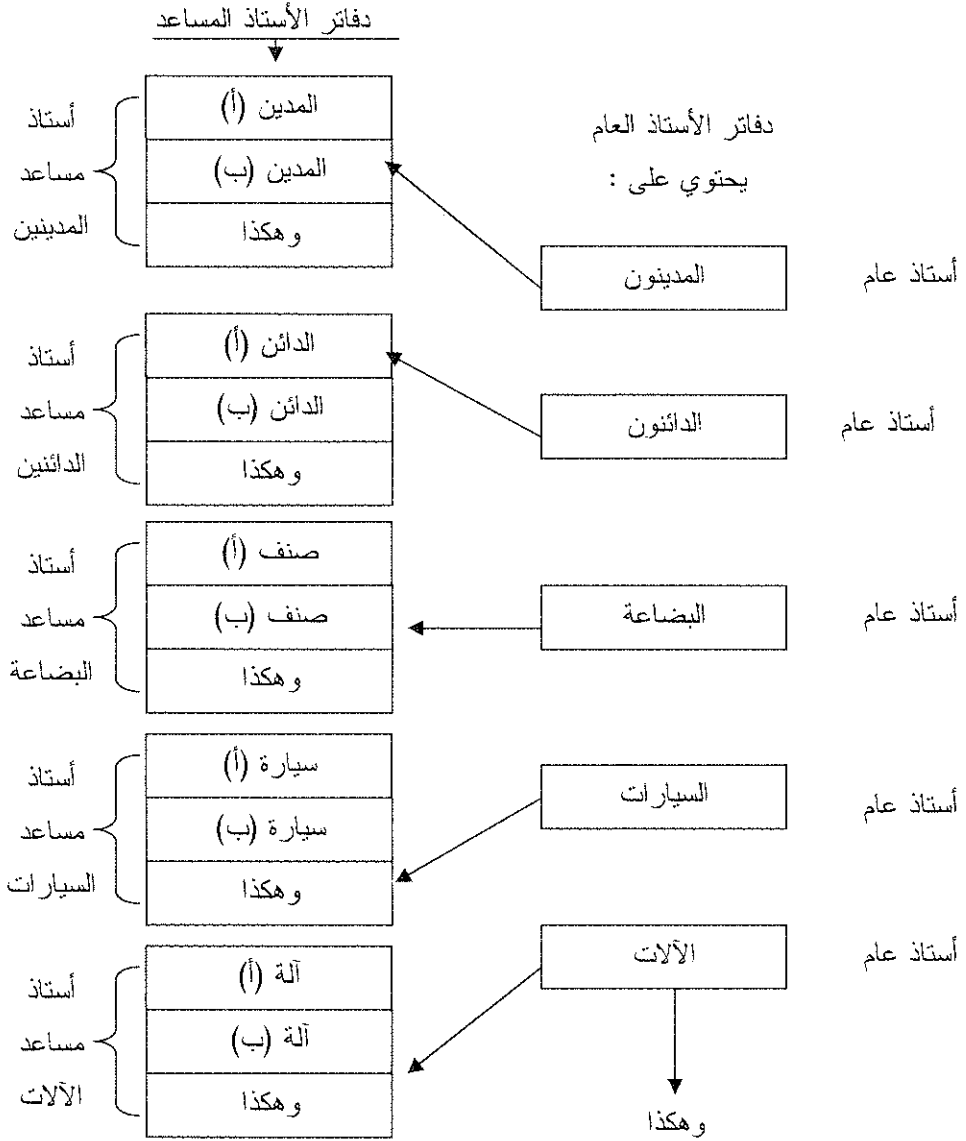 دفاتر الأستاذ المساعد
دفاتر الأستاذ العام
يحتوي على :
أستاذ عام
المدينون
المدين (أ)
المدين (ب)
وهكذا
أستاذ
مساعد
المدينين
أستاذ عام
الدائنون
الدائن (أ)
الدائن (ب)
وهكذا
أستاذ
مساعد
الدائنين
أستاذ عام
البضاعة
صنف (أ)
صنف (ب)
وهكذا
أستاذ
مساعد
البضاعة
أستاذ عام
السيارات
سيارة (أ)
سيارة (ب)
وهكذا
أستاذ
مساعد
السيارات
أستاذ عام
الآلات
آلة (أ)
آلة (ب)
وهكذا
أستاذ
مساعد
الآلات
وهكذا